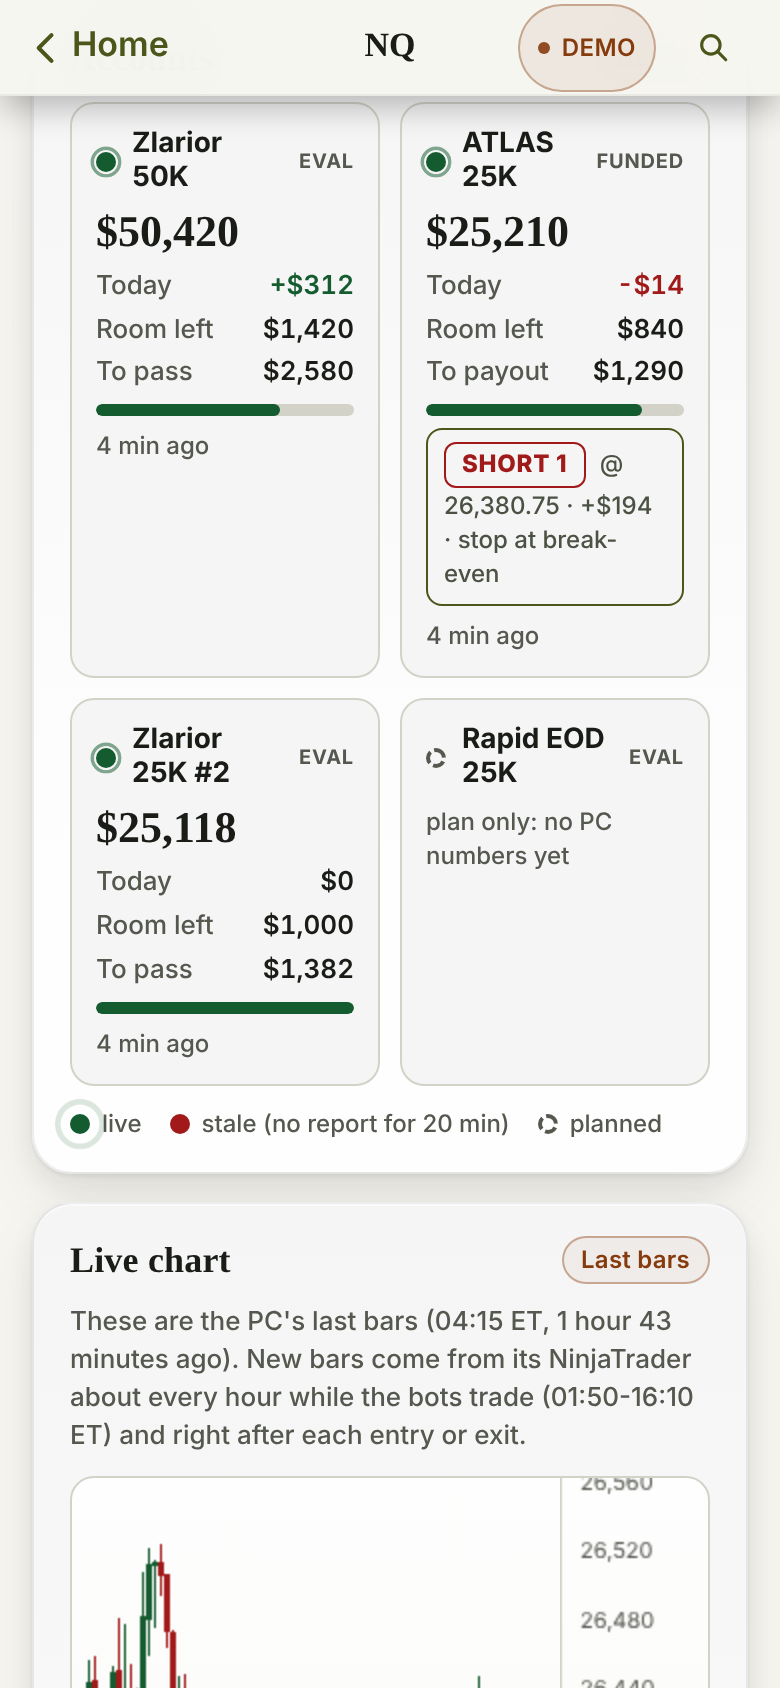 Home
NQ
DEMO
Zlarior
50K
EVAL
$50,420
Today +$312
Room left $1,420
To pass $2,580
4 min ago
ATLAS
25K
FUNDED
$25,210
Today -$14
Room left $840
To payout $1,290
SHORT 1 @
26,380.75 · +$194
· stop at break-
even
4 min ago
Zlarior
25K #2
EVAL
$25,118
Today $0
Room left $1,000
To pass $1,382
4 min ago
Rapid EOD
25K
EVAL
plan only: no PC
numbers yet
live stale (no report for 20 min) planned
Live chart
Last bars
These are the PC's last bars (04:15 ET, 1 hour 43
minutes ago). New bars come from its NinjaTrader
about every hour while the bots trade (01:50-16:10
ET) and right after each entry or exit.
26,560
26,520
26,480
26,440